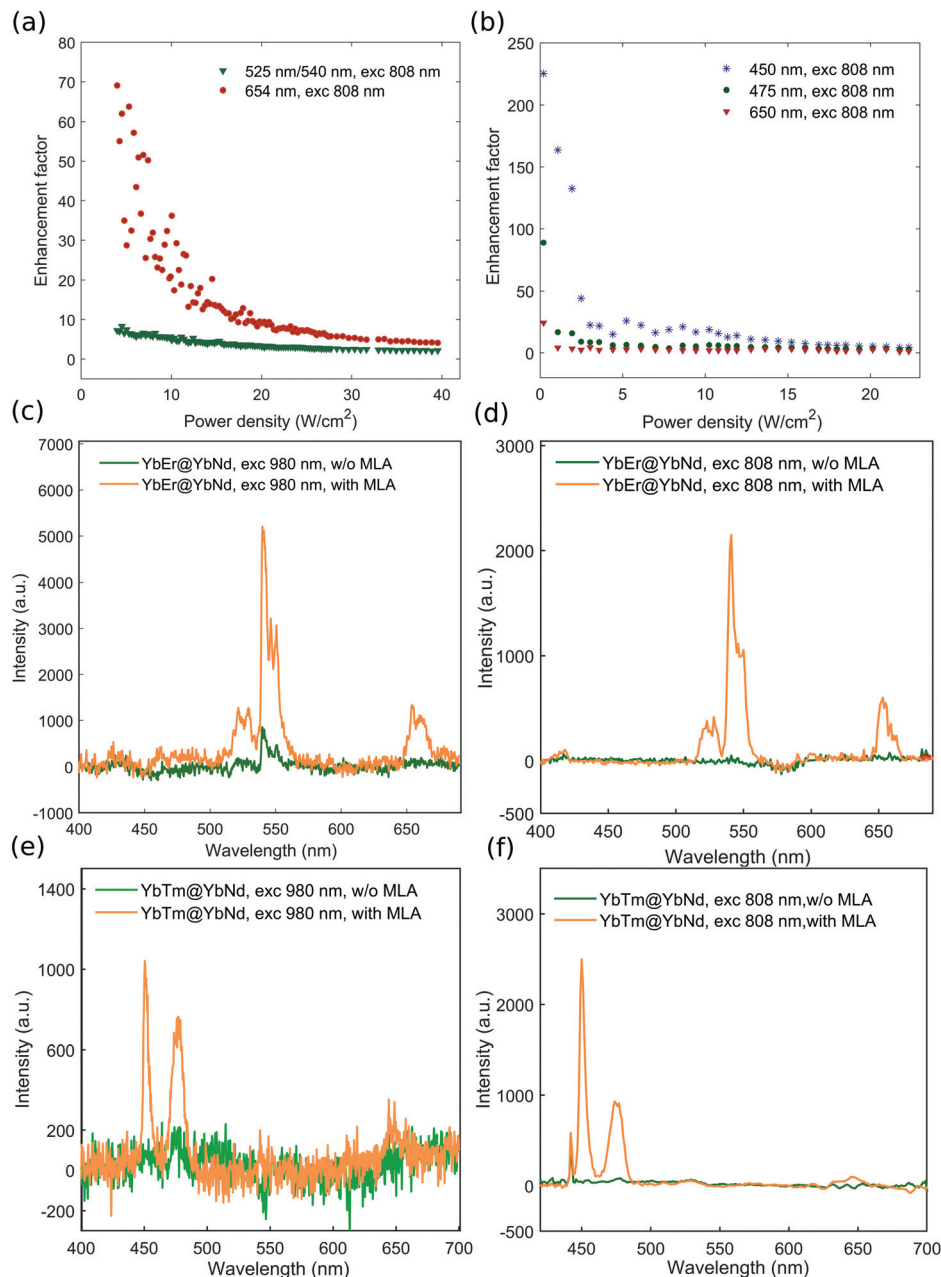 (a)
80
70
60
50
40
30
20
10
0
Enhancement factor
525 nm/540 nm, exc 808 nm
654 nm, exc 808 nm
0 10 20 30 40
Power density (W/cm²)
(b)
250
200
150
100
50
0
Enhancement factor
450 nm, exc 808 nm
475 nm, exc 808 nm
650 nm, exc 808 nm
0 5 10 15 20
Power density (W/cm²)
(c)
7000
6000
5000
4000
3000
2000
1000
0
-1000
Intensity (a.u.)
YbEr@YbNd, exc 980 nm, w/o MLA
YbEr@YbNd, exc 980 nm, with MLA
400 450 500 550 600 650
Wavelength (nm)
(d)
3000
2000
1000
0
-500
Intensity (a.u.)
YbEr@YbNd, exc 808 nm, w/o MLA
YbEr@YbNd, exc 808 nm, with MLA
400 450 500 550 600 650
Wavelength (nm)
(e)
1400
1000
600
200
0
-200
Intensity (a.u.)
YbTm@YbNd, exc 980 nm, w/o MLA
YbTm@YbNd, exc 980 nm, with MLA
400 450 500 550 600 650 700
Wavelength (nm)
(f)
3000
2000
1000
0
-500
Intensity (a.u.)
YbTm@YbNd, exc 808 nm,w/o MLA
YbTm@YbNd, exc 808 nm,with MLA
450 500 550 600 650 700
Wavelength (nm)